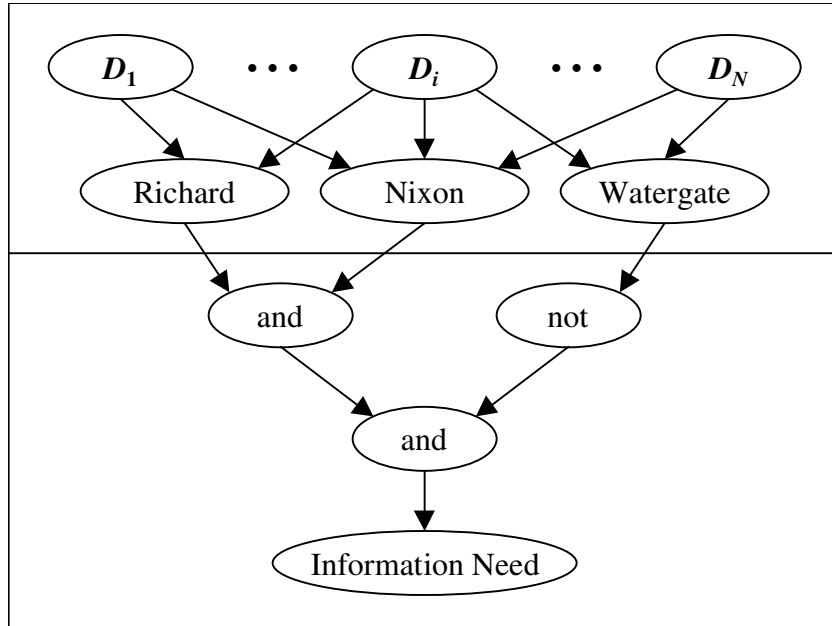 D1 ... Di ... DN
Richard Nixon Watergate
and not
and
Information Need